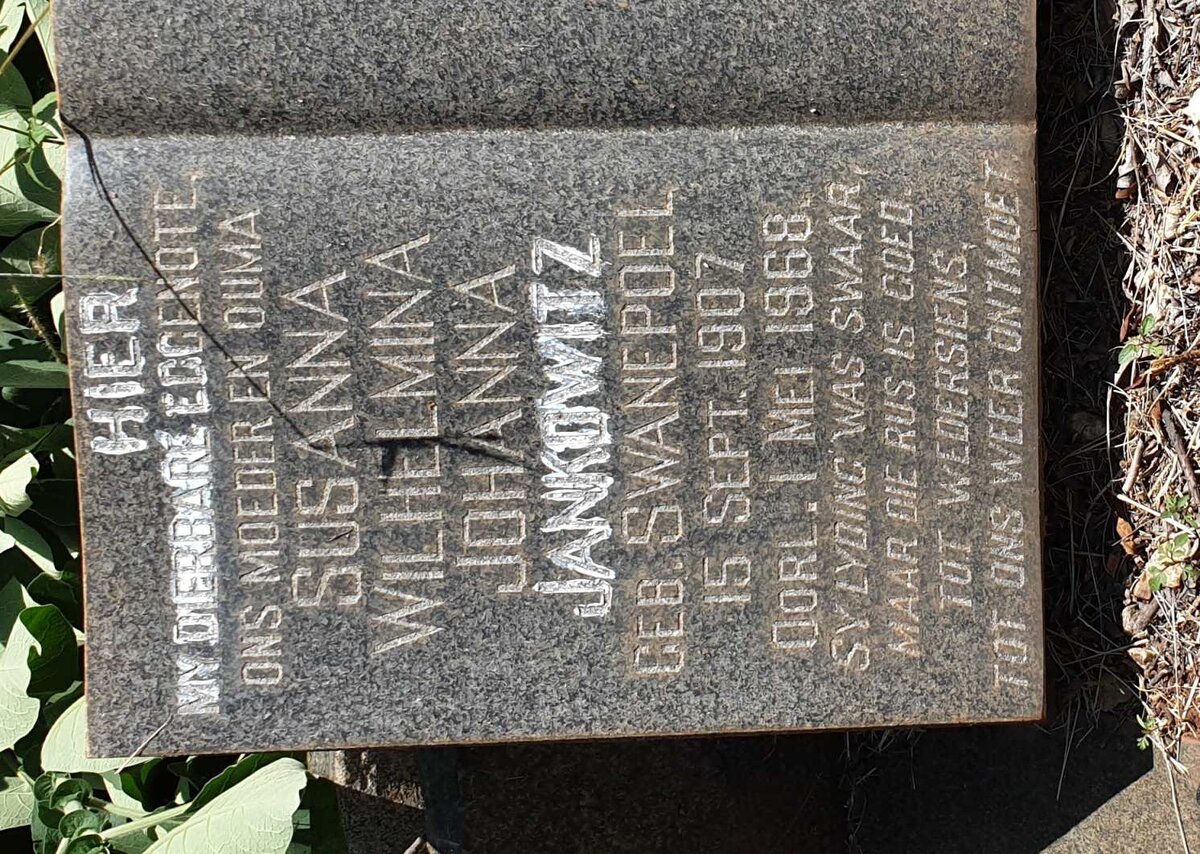 HIER
MY DIERBARE EGGENOTE,
ONS MOEDER EN OUMA
SUSANNA
WILHELMINA
JOHANNA
JANKOWITZ
GEB. SWANEPOEL
15 SEPT. 1907
OORL. 1 MEI 1968.
SY LYDING WAS SWAAR,
MAAR DIE RUS IS GOED.
TOT WEDERSIENS,
TOT ONS WEER ONTMOET